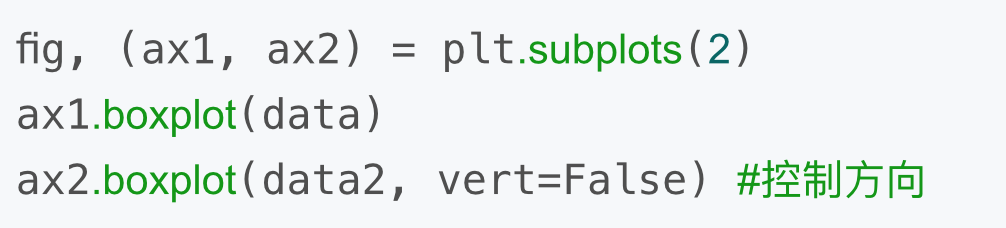 fig, (ax1, ax2) = plt.subplots(2)
ax1.boxplot(data)
ax2.boxplot(data2, vert=False) #控制方向